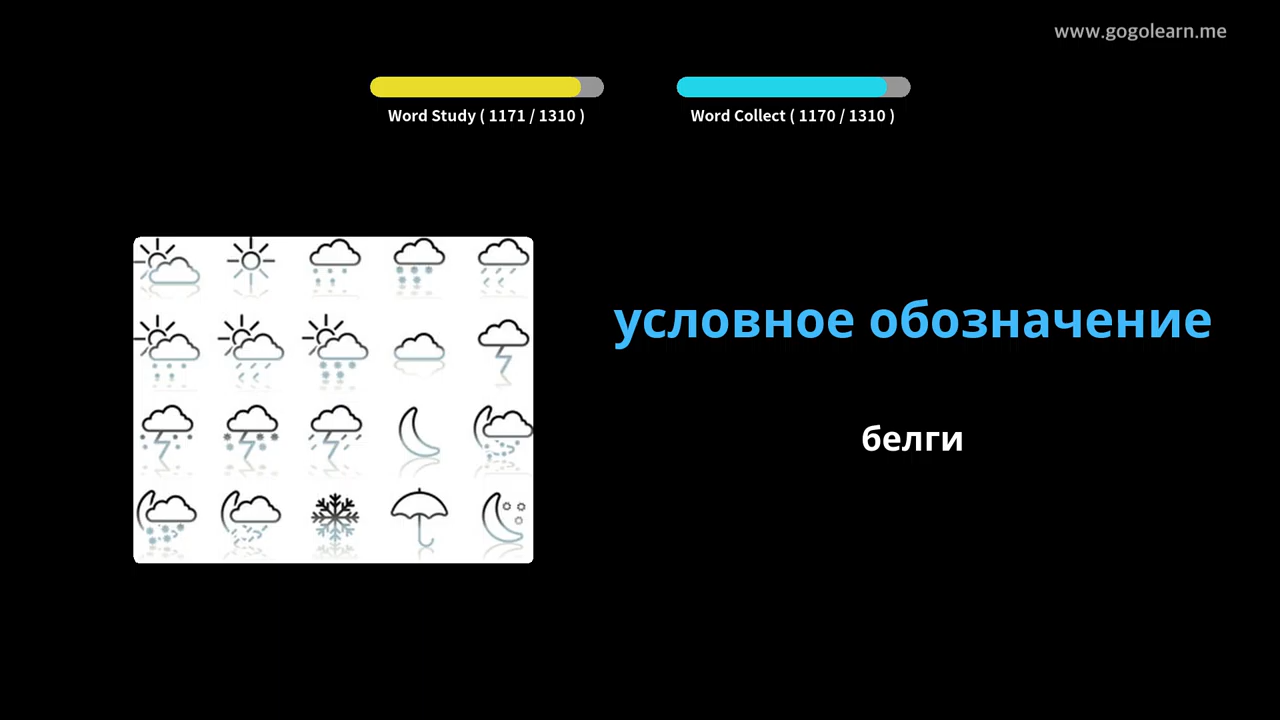 www.gogolearn.me
Word Study ( 1171 / 1310 )
Word Collect ( 1170 / 1310 )
условное обозначение
белги